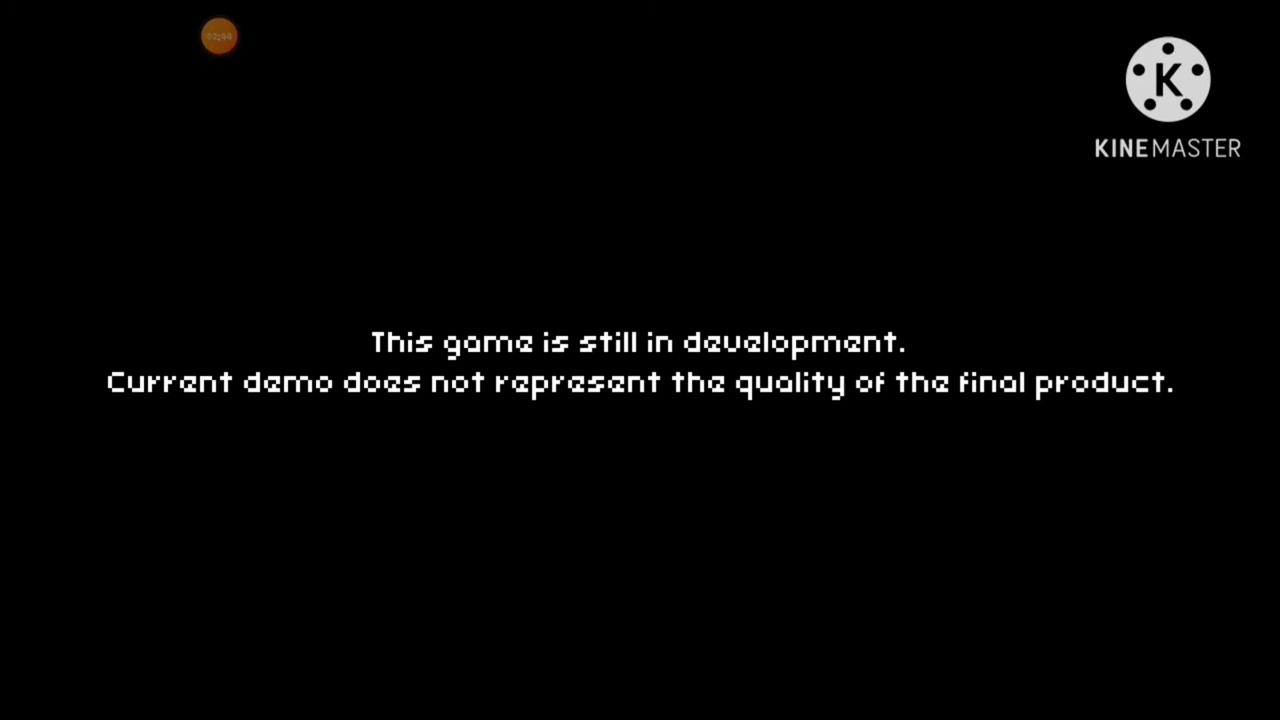 K
KINEMASTER
This game is still in development.
Current demo does not represent the quality of the final product.